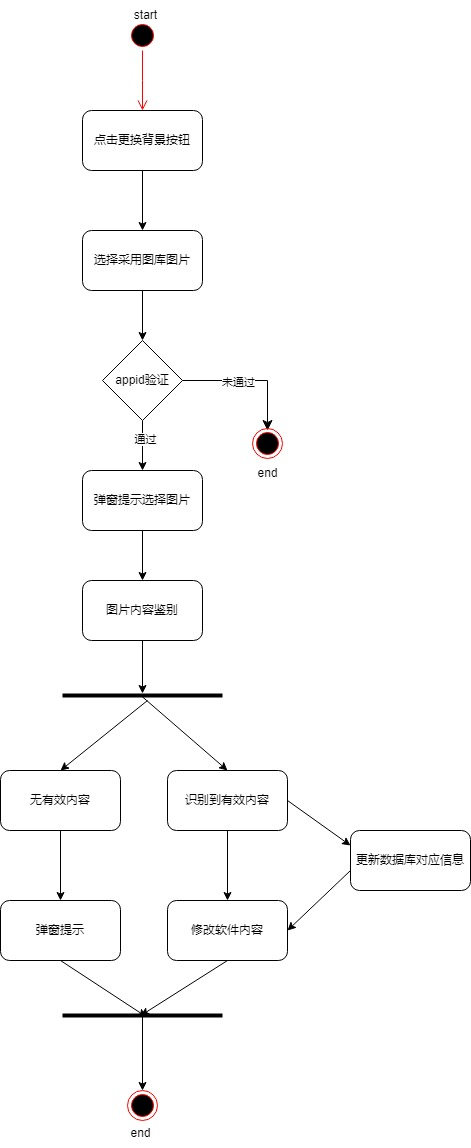 start
点击更换背景按钮
选择采用图库图片
appid验证
未通过
通过
end
弹窗提示选择图片
图片内容鉴别
无有效内容
识别到有效内容
更新数据库对应信息
弹窗提示
修改软件内容
end